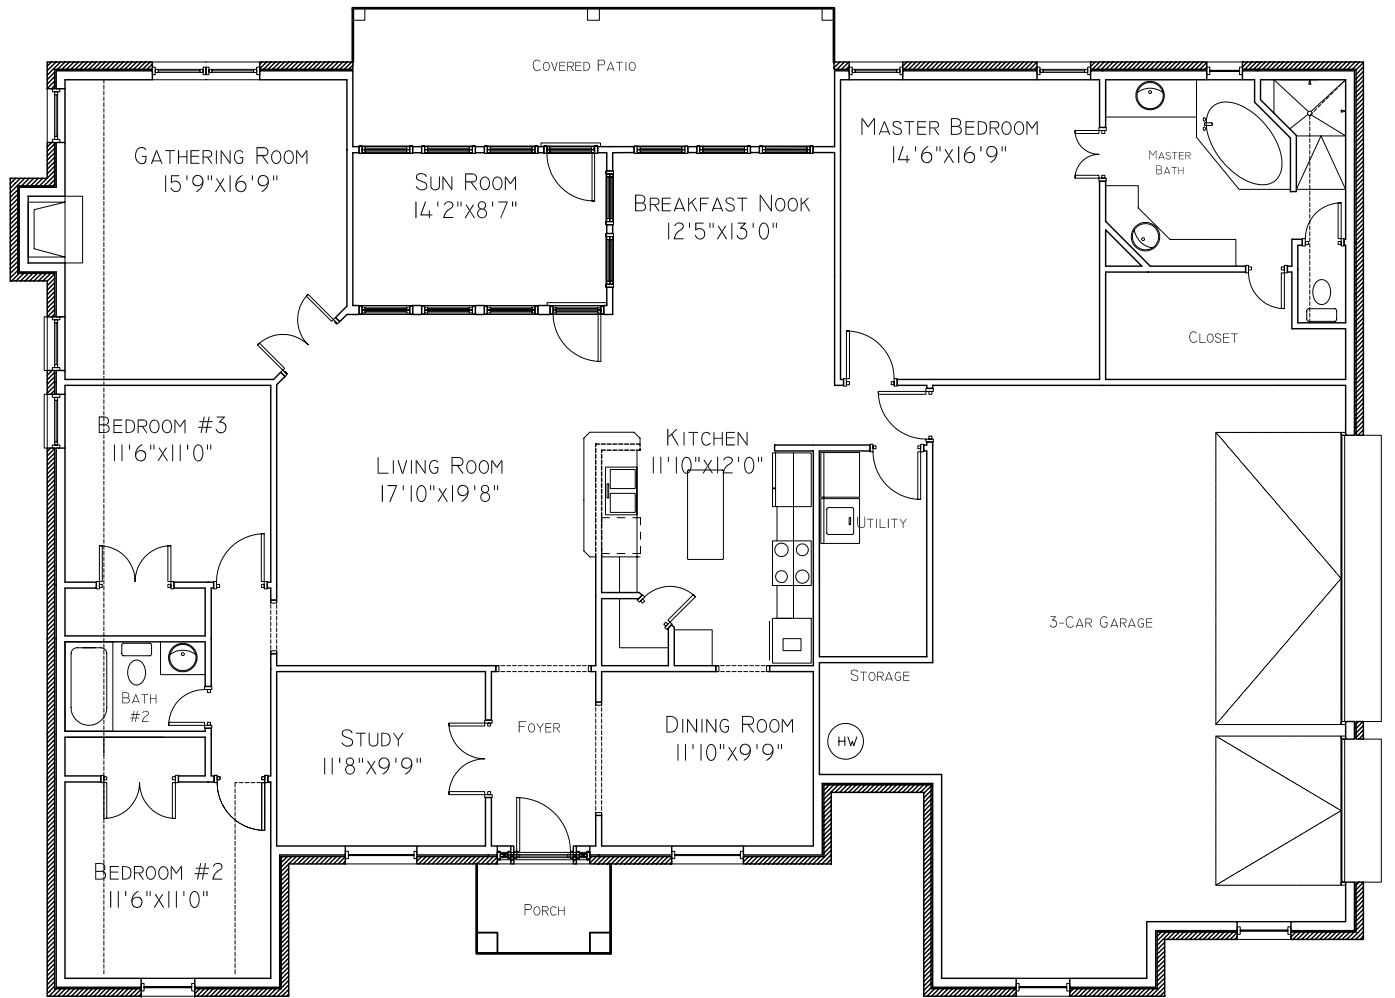 COVERED PATIO
GATHERING ROOM
15'9"x16'9"
SUN ROOM
14'2"x8'7"
BREAKFAST NOOK
12'5"x13'0"
MASTER BEDROOM
14'6"x16'9"
MASTER
BATH
CLOSET
BEDROOM #3
11'6"x11'0"
LIVING ROOM
17'10"x19'8"
KITCHEN
11'10"x12'0"
UTILITY
3-CAR GARAGE
STORAGE
BATH
#2
STUDY
11'8"x9'9"
FOYER
DINING ROOM
11'10"x9'9"
HW
BEDROOM #2
11'6"x11'0"
PORCH